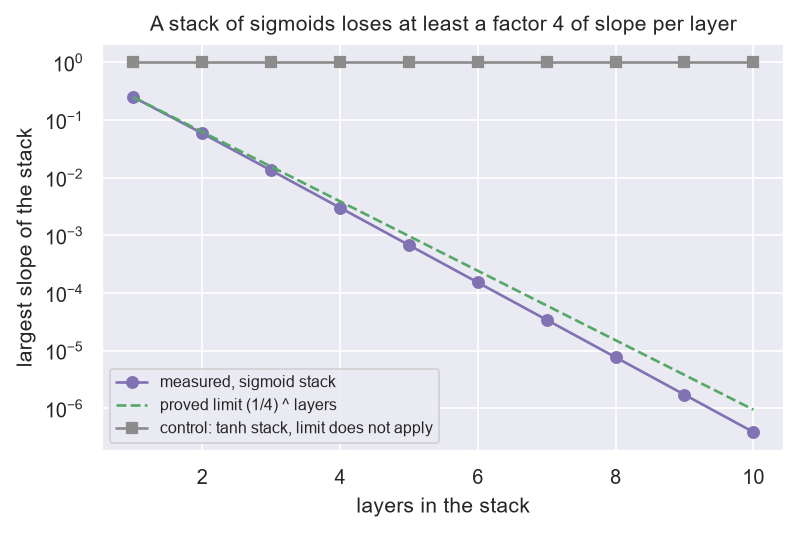 A stack of sigmoids loses at least a factor 4 of slope per layer
largest slope of the stack
10^0
10^-1
10^-2
10^-3
10^-4
10^-5
10^-6
measured, sigmoid stack
proved limit (1/4) ^ layers
control: tanh stack, limit does not apply
2 4 6 8 10
layers in the stack